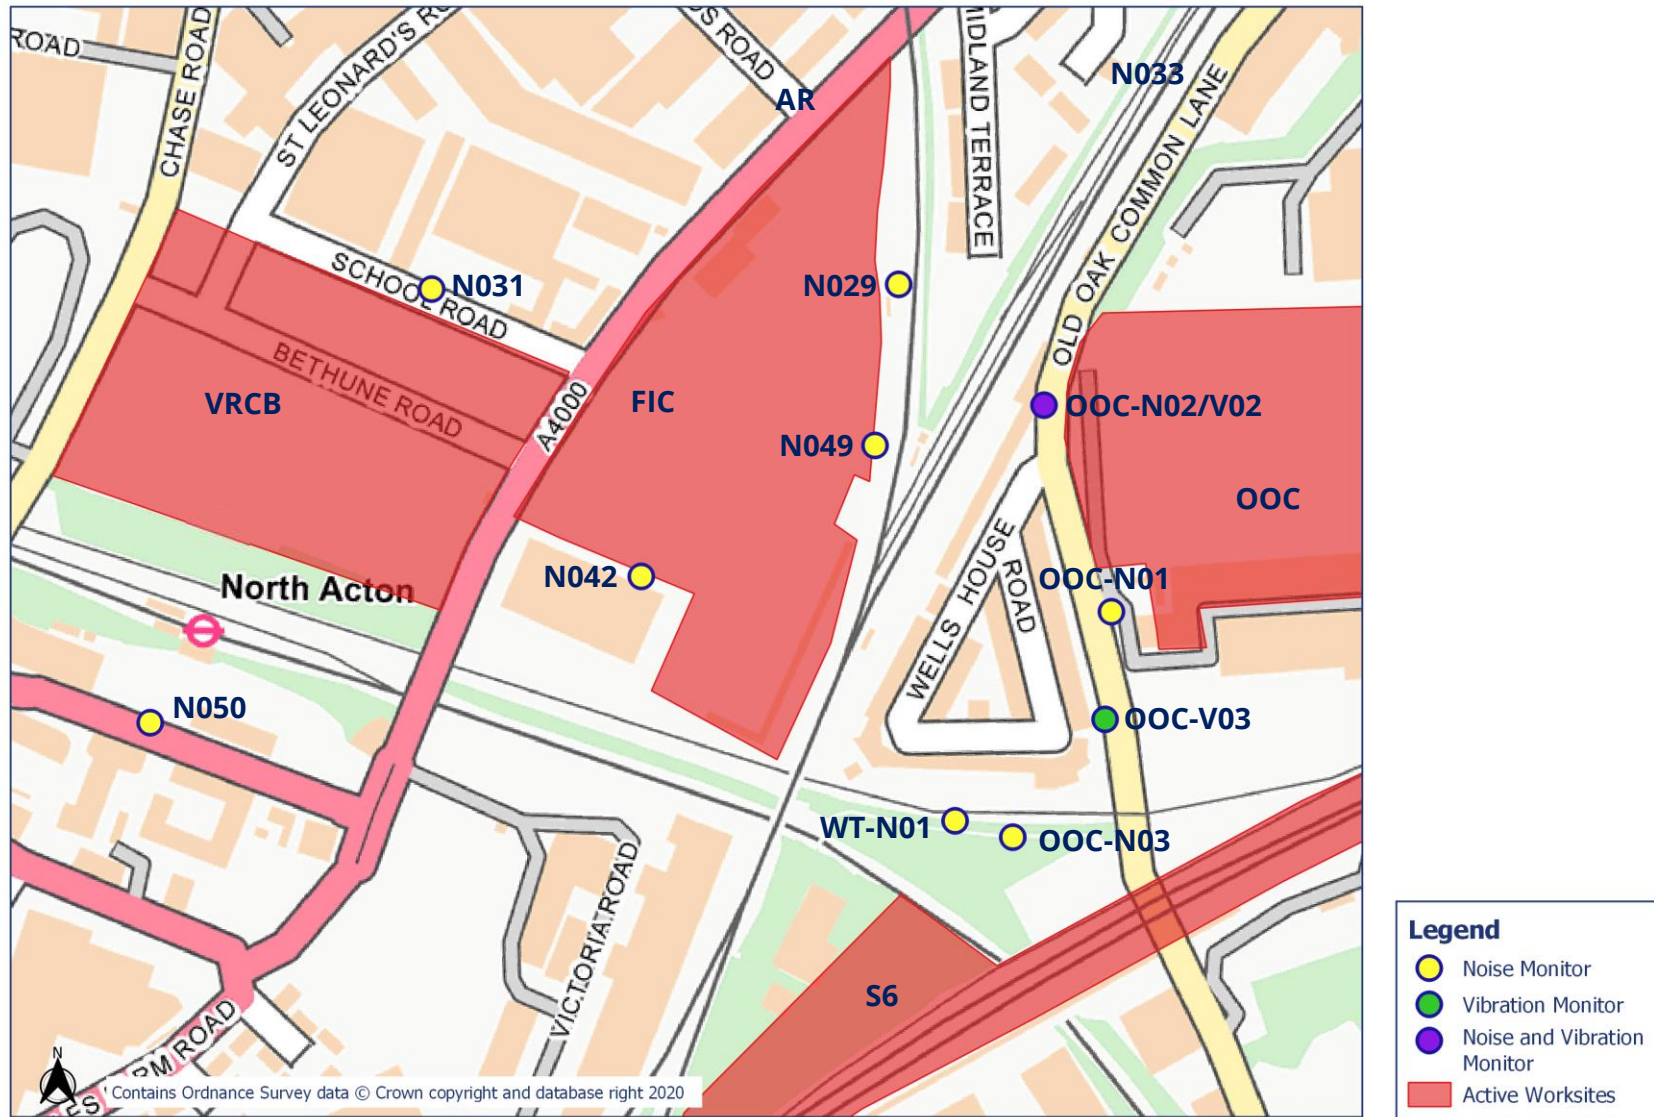 ROAD
CHASE ROAD
ST LEONARD'S
ROAD
AR
MIDLAND TERRACE
N033
OLD OAK COMMON LANE
SCHOOL ROAD
N031
N029
BETHUNE ROAD
VRCB
A4000
FIC
N049
OOC-N02/V02
OOC
North Acton
N042
WELLS HOUSE
ROAD
OOC-N01
N050
OOC-V03
WT-N01
OOC-N03
VICTORIA ROAD
S6
ROAD
N
Contains Ordnance Survey data © Crown copyright and database right 2020
Legend
Noise Monitor
Vibration Monitor
Noise and Vibration
Monitor
Active Worksites